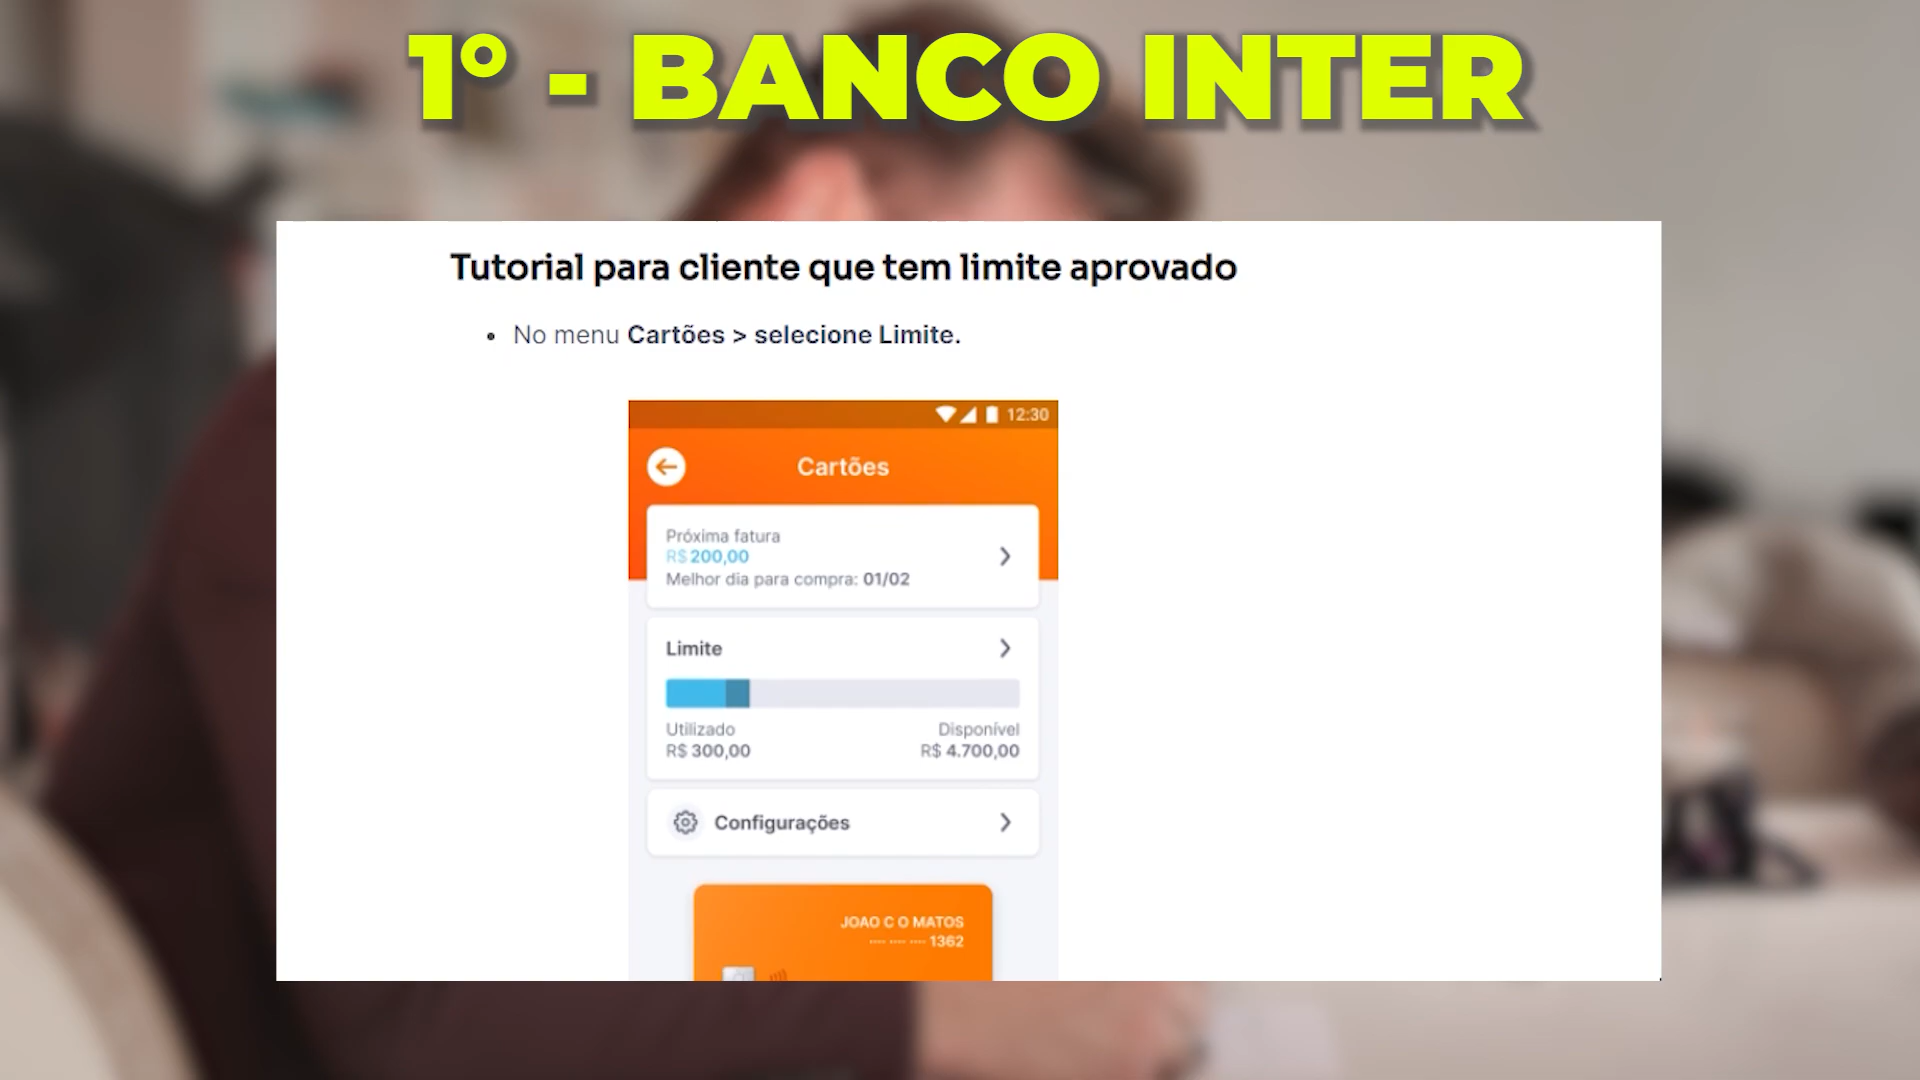 1° - BANCO INTER
Tutorial para cliente que tem limite aprovado
• No menu Cartões > selecione Limite.
12:30
Cartões
Próxima fatura
R$ 200,00
Melhor dia para compra: 01/02
Limite
Utilizado
Disponível
R$ 300,00
R$ 4.700,00
Configurações
JOAO C O MATOS
•••• •••• •••• 1362